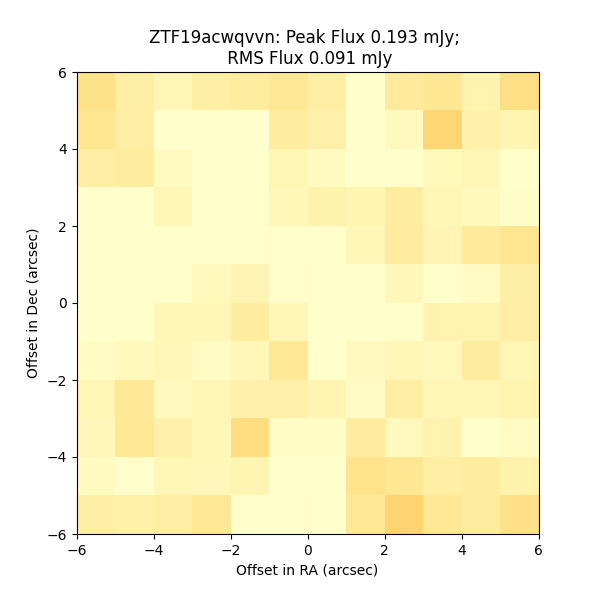 ZTF19acwqvvn: Peak Flux 0.193 mJy;
RMS Flux 0.091 mJy
6
4
2
0
−2
−4
−6
Offset in Dec (arcsec)
−6 −4 −2 0 2 4 6
Offset in RA (arcsec)